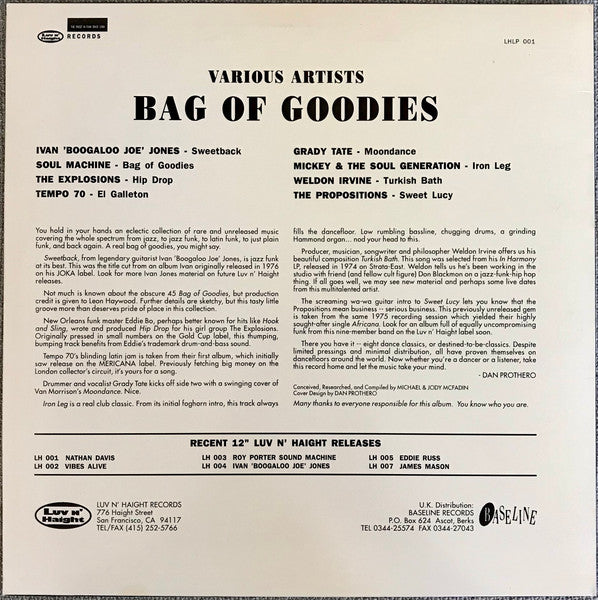 Luv n' Haight
THE FINEST IN FUNK SINCE 1991
RECORDS
LHLP 001
VARIOUS ARTISTS
BAG OF GOODIES
IVAN 'BOOGALOO JOE' JONES - Sweetback
SOUL MACHINE - Bag of Goodies
THE EXPLOSIONS - Hip Drop
TEMPO 70 - El Galleton
GRADY TATE - Moondance
MICKEY & THE SOUL GENERATION - Iron Leg
WELDON IRVINE - Turkish Bath
THE PROPOSITIONS - Sweet Lucy
You hold in your hands an eclectic collection of rare and unreleased music
covering the whole spectrum from jazz, to jazz funk, to latin funk, to just plain
funk, and back again. A real bag of goodies, you might say.
Sweetback, from legendary guitarist Ivan 'Boogaloo Joe' Jones, is jazz funk
at its best. This was the title cut from an album Ivan originally released in 1976
on his JOKA label. Look for more Ivan Jones material on future Luv n' Haight
releases.
Not much is known about the obscure 45 Bag of Goodies, but production
credit is given to Leon Haywood. Further details are sketchy, but this tasty little
groove more than deserves pride of place in this collection.
New Orleans funk master Eddie Bo, perhaps better known for hits like Hook
and Sling, wrote and produced Hip Drop for his girl group The Explosions.
Originally pressed in small numbers on the Gold Cup label, this thumping,
bumping track benefits from Eddie's trademark drum-and-bass sound.
Tempo 70's blinding latin jam is taken from their first album, which initially
saw release on the MERICANA label. Previously fetching big money on the
London collector's circuit, it's yours for a song.
Drummer and vocalist Grady Tate kicks off side two with a swinging cover of
Van Morrison's Moondance. Nice.
Iron Leg is a real club classic. From its initial foghorn intro, this track always
fills the dancefloor. Low rumbling bassline, chugging drums, a grinding
Hammond organ... nod your head to this.
Producer, musician, songwriter and philosopher Weldon Irvine offers us his
beautiful composition Turkish Bath. This song was selected from his In Harmony
LP, released in 1974 on Strata-East. Weldon tells us he's been working in the
studio with friend (and fellow cult figure) Don Blackman on a jazz-funk-hip hop
thing. If all goes well, we may see new material and perhaps some live dates
from this multitalented artist.
The screaming wa-wa guitar intro to Sweet Lucy lets you know that the
Propositions mean business -- serious business. This previously unreleased gem
is taken from the same 1975 recording session which yielded their highly
sought-after single Africana. Look for an album full of equally uncompromising
funk from this nine-member band on the Luv n' Haight label soon.
There you have it -- eight dance classics, or destined-to-be-classics. Despite
limited pressings and minimal distribution, all have proven themselves on
dancefloors around the world. Now whether you're a dancer or a listener, take
this record home and let the music take your mind.
- DAN PROTHERO
Conceived, Researched, and Compiled by MICHAEL & JODY MCFADIN
Cover Design by DAN PROTHERO
Many thanks to everyone responsible for this album. You know who you are.
RECENT 12" LUV N' HAIGHT RELEASES
LH 001 NATHAN DAVIS
LH 002 VIBES ALIVE
LH 003 ROY PORTER SOUND MACHINE
LH 004 IVAN 'BOOGALOO JOE' JONES
LH 005 EDDIE RUSS
LH 007 JAMES MASON
Luv n' Haight
LUV N' HAIGHT RECORDS
776 Haight Street
San Francisco, CA 94117
TEL/FAX (415) 252-5766
U.K. Distribution:
BASELINE RECORDS
P.O. Box 624 Ascot, Berks
TEL 0344-25574 FAX 0344-27043
BASELINE